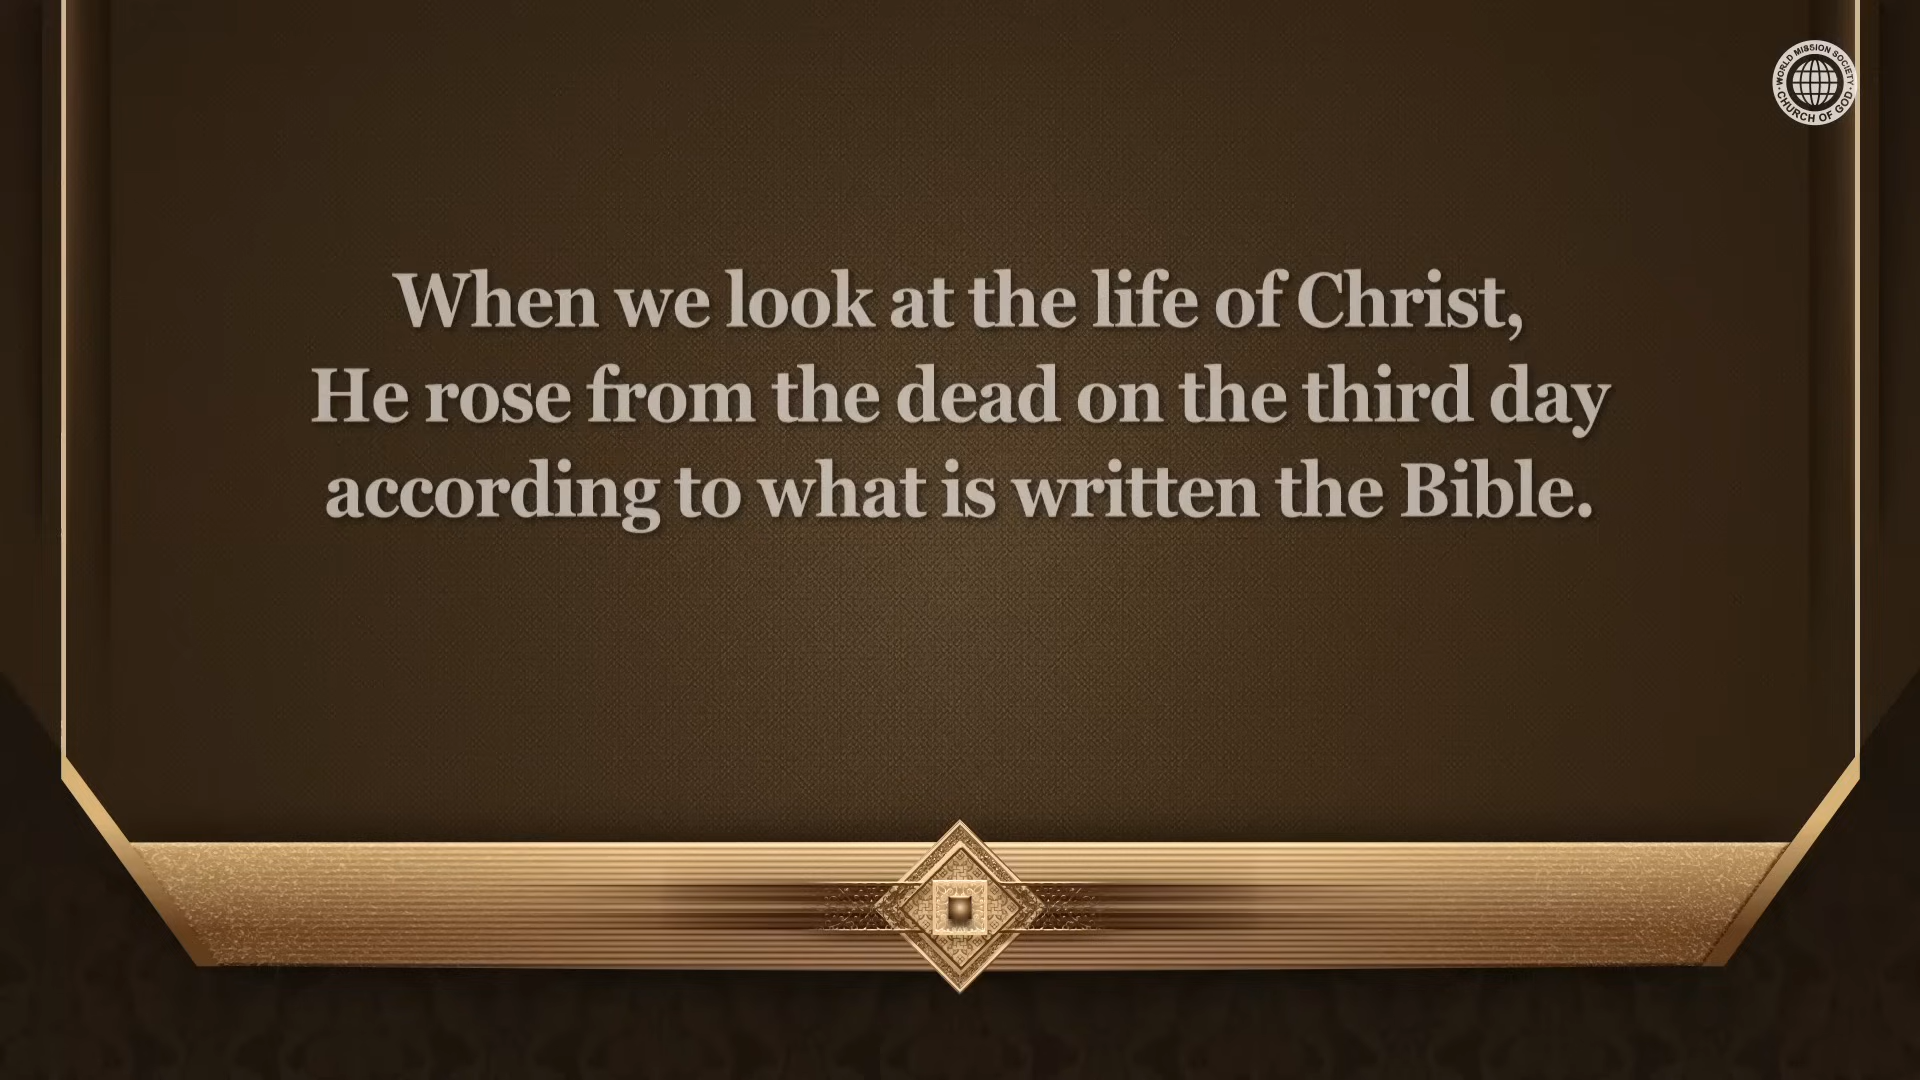 WORLD MISSION SOCIETY
CHURCH OF GOD
When we look at the life of Christ,
He rose from the dead on the third day
according to what is written the Bible.